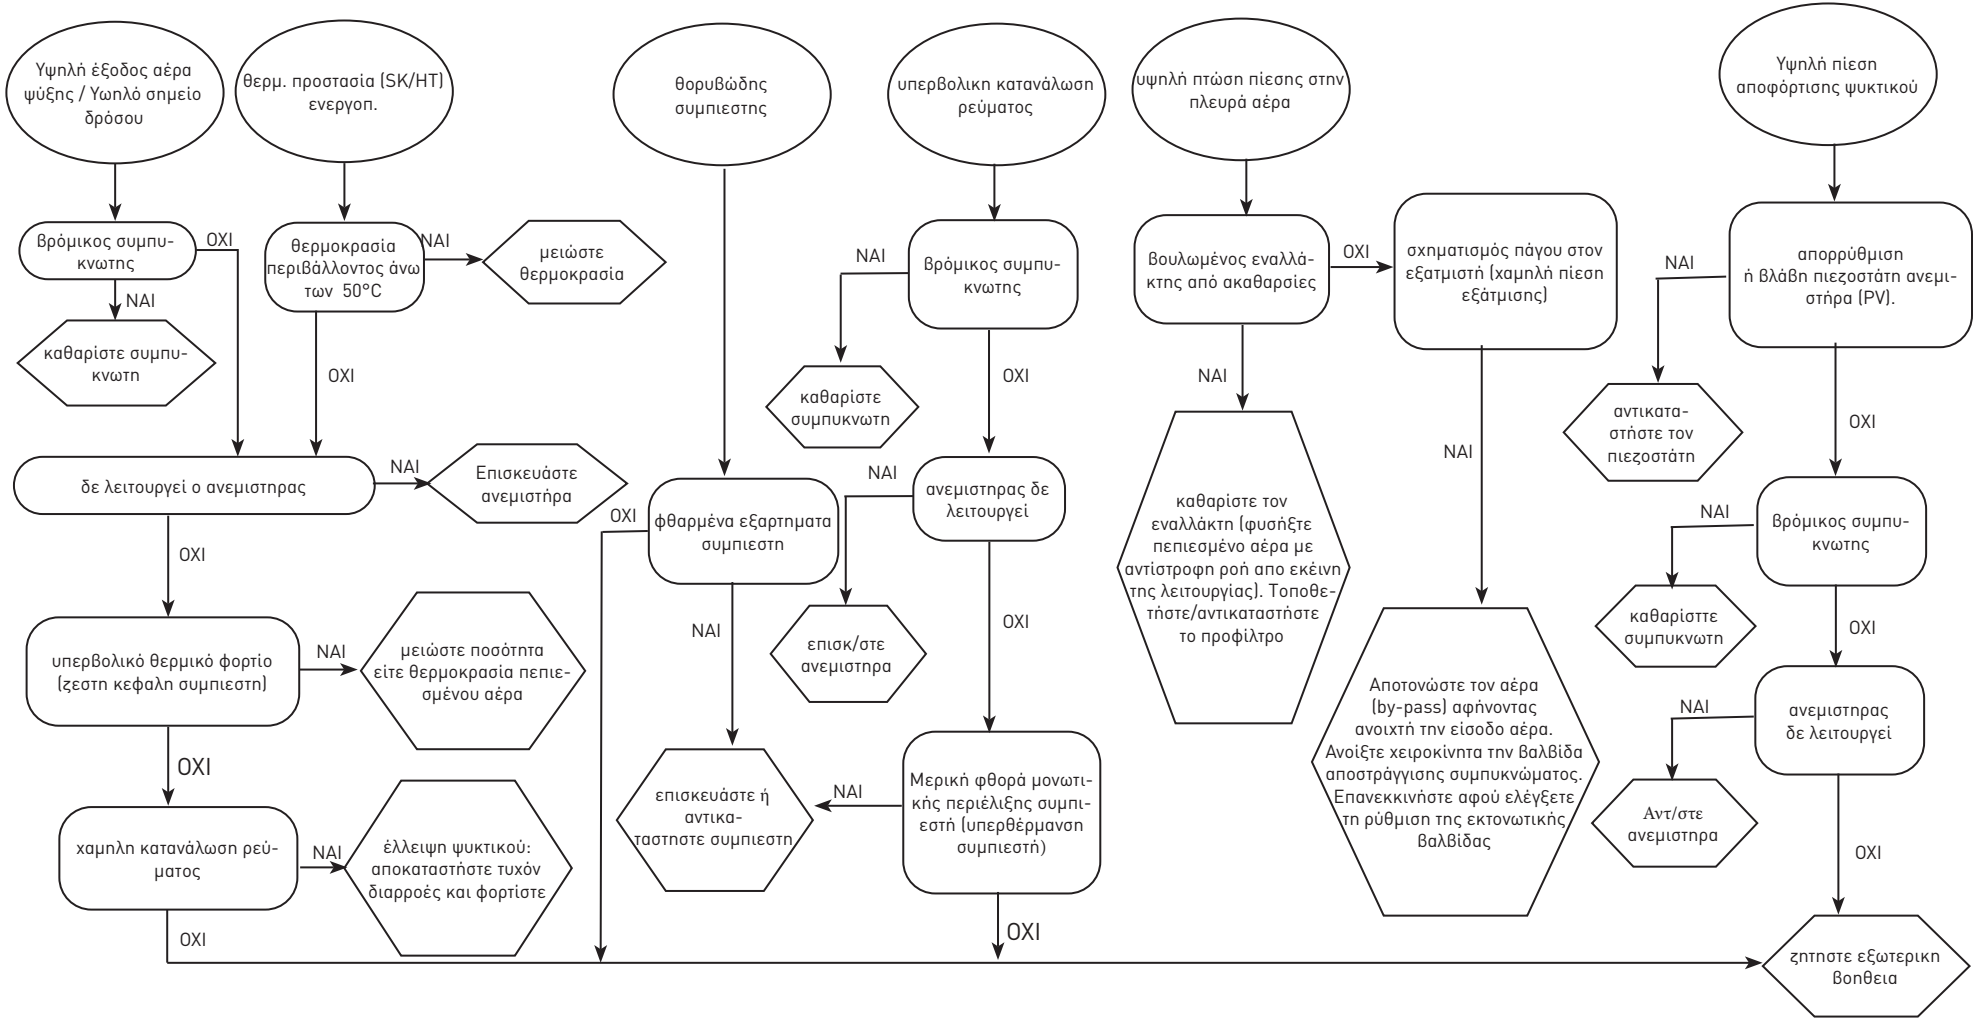 Υψηλή έξοδος αέρα
ψύξης / Υωηλό σημείο
δρόσου
βρόμικος συμπυ-
κνωτης
ΟΧΙ
ΝΑΙ
καθαρίστε συμπυ-
κνωτη
θερμ. προστασία (SK/HT)
ενεργοπ.
θερμοκρασία
περιβάλλοντος άνω
των 50°C
ΝΑΙ
μειώστε
θερμοκρασία
ΟΧΙ
δε λειτουργεί ο ανεμιστηρας
ΝΑΙ
Επισκευάστε
ανεμιστήρα
ΟΧΙ
υπερβολικό θερμικό φορτίο
(ζεστη κεφαλη συμπιεστη)
ΝΑΙ
μειώστε ποσότητα
είτε θερμοκρασία πεπιε-
σμένου αέρα
ΟΧΙ
χαμηλη κατανάλωση ρεύ-
ματος
ΝΑΙ
έλλειψη ψυκτικού:
αποκαταστήστε τυχόν
διαρροές και φορτίστε
ΟΧΙ
θορυβώδης
συμπιεστης
φθαρμένα εξαρτηματα
συμπιεστη
ΟΧΙ
ΝΑΙ
επισκευάστε ή
αντικα-
ταστηστε συμπιεστη
υπερβολικη κατανάλωση
ρεύματος
βρόμικος συμπυ-
κνωτης
ΝΑΙ
καθαρίστε
συμπυκνωτη
ΟΧΙ
ανεμιστηρας δε
λειτουργεί
ΝΑΙ
επισκ/στε
ανεμιστηρα
ΟΧΙ
Μερική φθορά μονωτι-
κής περιέλιξης συμπι-
εστή (υπερθέρμανση
συμπιεστή)
ΝΑΙ
ΟΧΙ
υψηλή πτώση πίεσης στην
πλευρά αέρα
βουλωμένος εναλλά-
κτης από ακαθαρσίες
ΟΧΙ
ΝΑΙ
καθαρίστε τον
εναλλάκτη (φυσήξτε
πεπιεσμένο αέρα με
αντίστροφη ροή απο εκείνη
της λειτουργίας). Τοποθε-
τήστε/αντικαταστήστε
το προφίλτρο
σχηματισμός πάγου στον
εξατμιστή (χαμηλή πίεση
εξάτμισης)
ΝΑΙ
Αποτονώστε τον αέρα
(by-pass) αφήνοντας
ανοιχτή την είσοδο αέρα.
Ανοίξτε χειροκίνητα την βαλβίδα
αποστράγγισης συμπυκνώματος.
Επανεκκινήστε αφού ελέγξετε
τη ρύθμιση της εκτονωτικής
βαλβίδας
Υψηλή πίεση
αποφόρτισης ψυκτικού
απορρύθμιση
ή βλάβη πιεζοστάτη ανεμι-
στήρα (PV).
ΝΑΙ
αντικατα-
στήστε τον
πιεζοστάτη
ΟΧΙ
βρόμικος συμπυ-
κνωτης
ΝΑΙ
καθαρίσττε
συμπυκνωτη
ΟΧΙ
ανεμιστηρας
δε λειτουργεί
ΝΑΙ
Αντ/στε
ανεμιστηρα
ΟΧΙ
ζητηστε εξωτερικη
βοηθεια